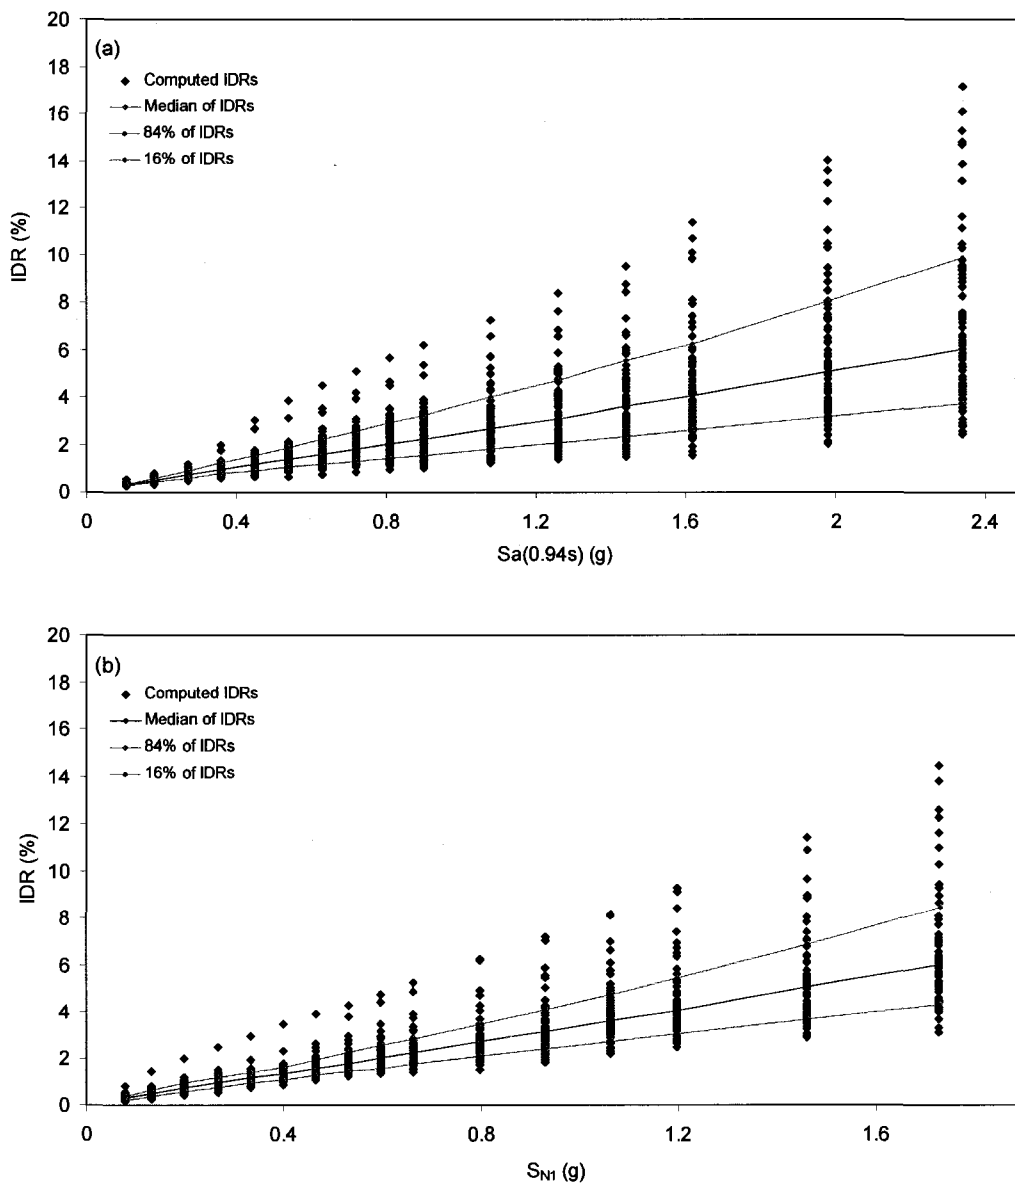 20
(a)
18
Computed IDRs
Median of IDRs
16
84% of IDRs
14
16% of IDRs
12
IDR (%)
10
8
6
4
2
0
0 0.4 0.8 1.2 1.6 2 2.4
Sa(0.94s) (g)
20
(b)
18
Computed IDRs
Median of IDRs
16
84% of IDRs
14
16% of IDRs
12
IDR (%)
10
8
6
4
2
0
0 0.4 0.8 1.2 1.6
SN1 (g)